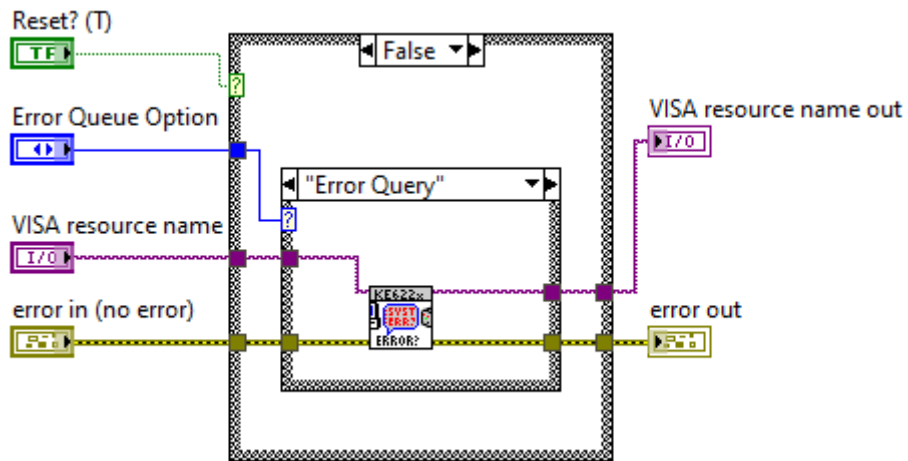 Reset? (T)
TF
False
?
Error Queue Option
VISA resource name out
I/O
"Error Query"
?
VISA resource name
I/O
KE622x
SYST
ERR?
ERROR?
error in (no error)
error out